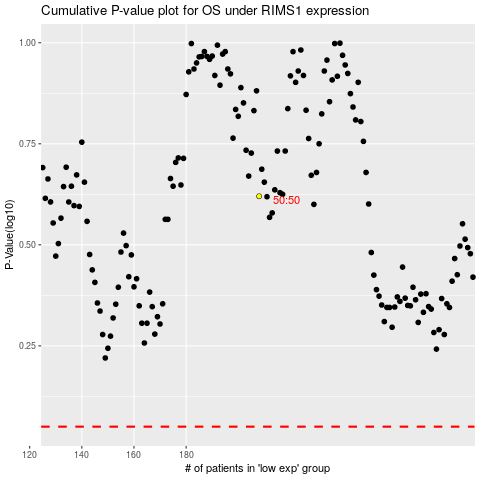 Cumulative P-value plot for OS under RIMS1 expression
P-Value(log10)
1.00
0.75
0.50
0.25
50:50
120 140 160 180
# of patients in 'low exp' group